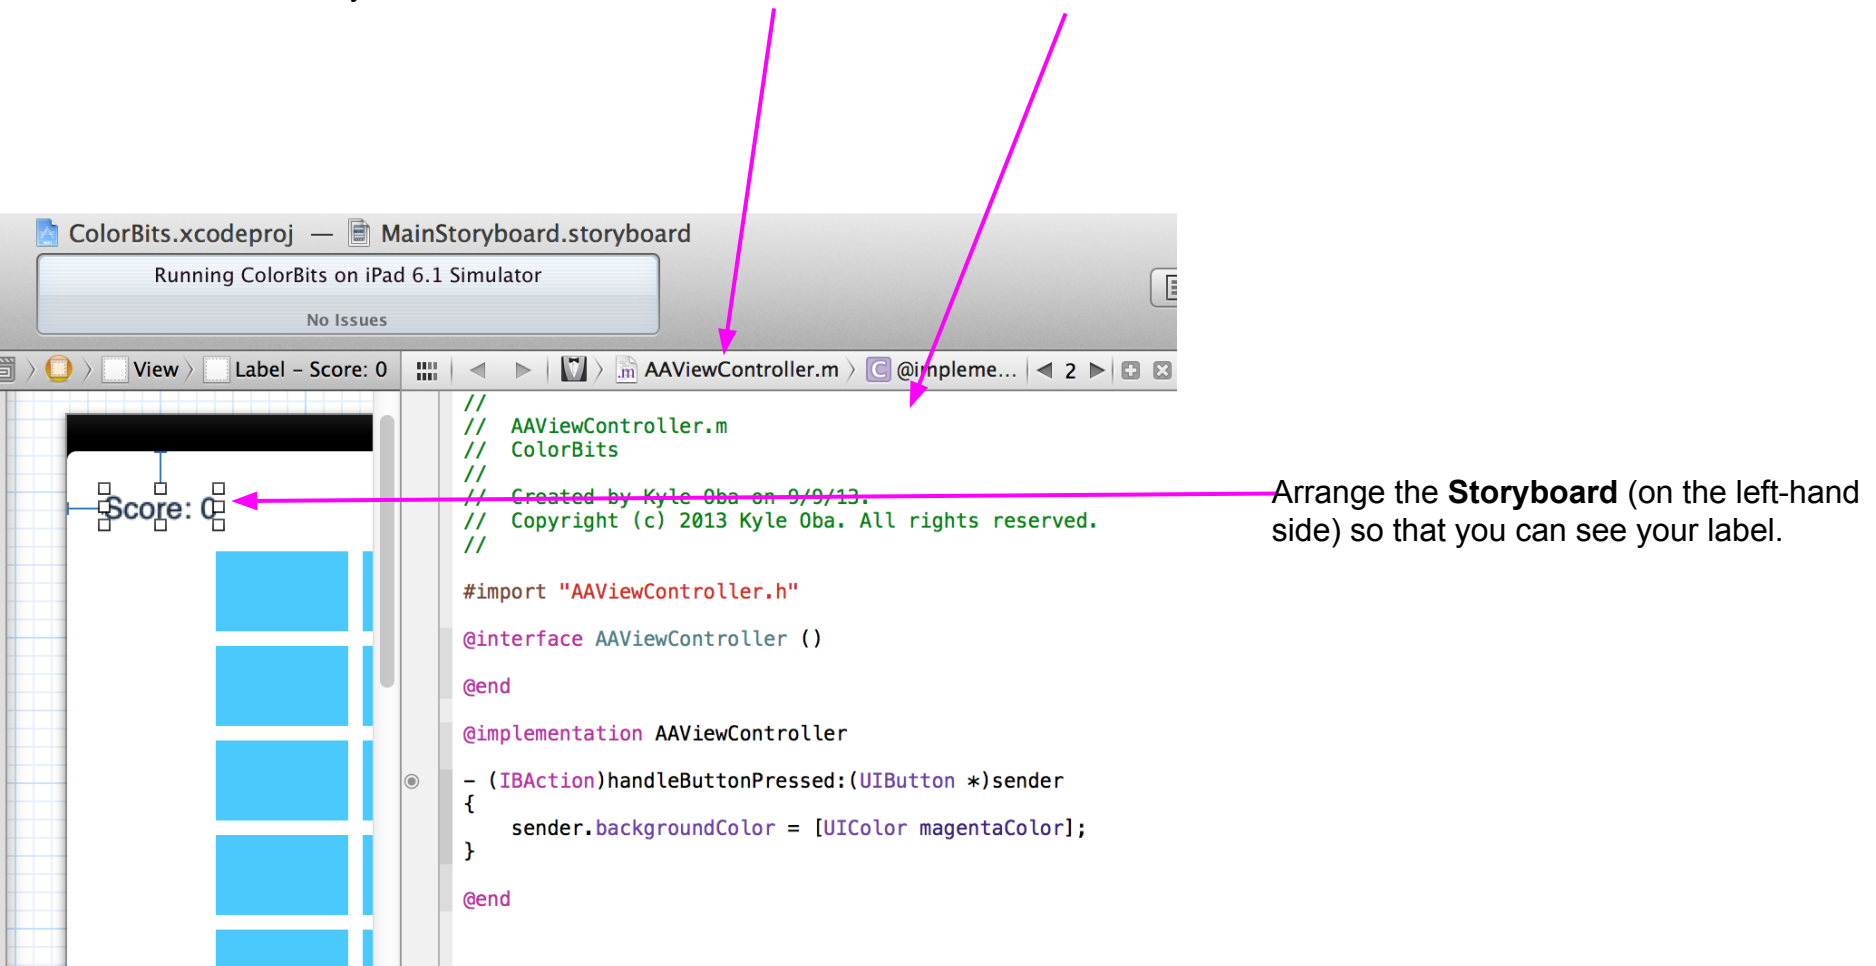 ColorBits.xcodeproj — MainStoryboard.storyboard
Running ColorBits on iPad 6.1 Simulator
No Issues
View Label – Score: 0 AAViewController.m @impleme... 2
//
// AAViewController.m
// ColorBits
//
// Created by Kyle Oba on 9/9/13.
// Copyright (c) 2013 Kyle Oba. All rights reserved.
//
Score: 0
Arrange the Storyboard (on the left-hand
side) so that you can see your label.
#import "AAViewController.h"
@interface AAViewController ()
@end
@implementation AAViewController
- (IBAction)handleButtonPressed:(UIButton *)sender
{
sender.backgroundColor = [UIColor magentaColor];
}
@end